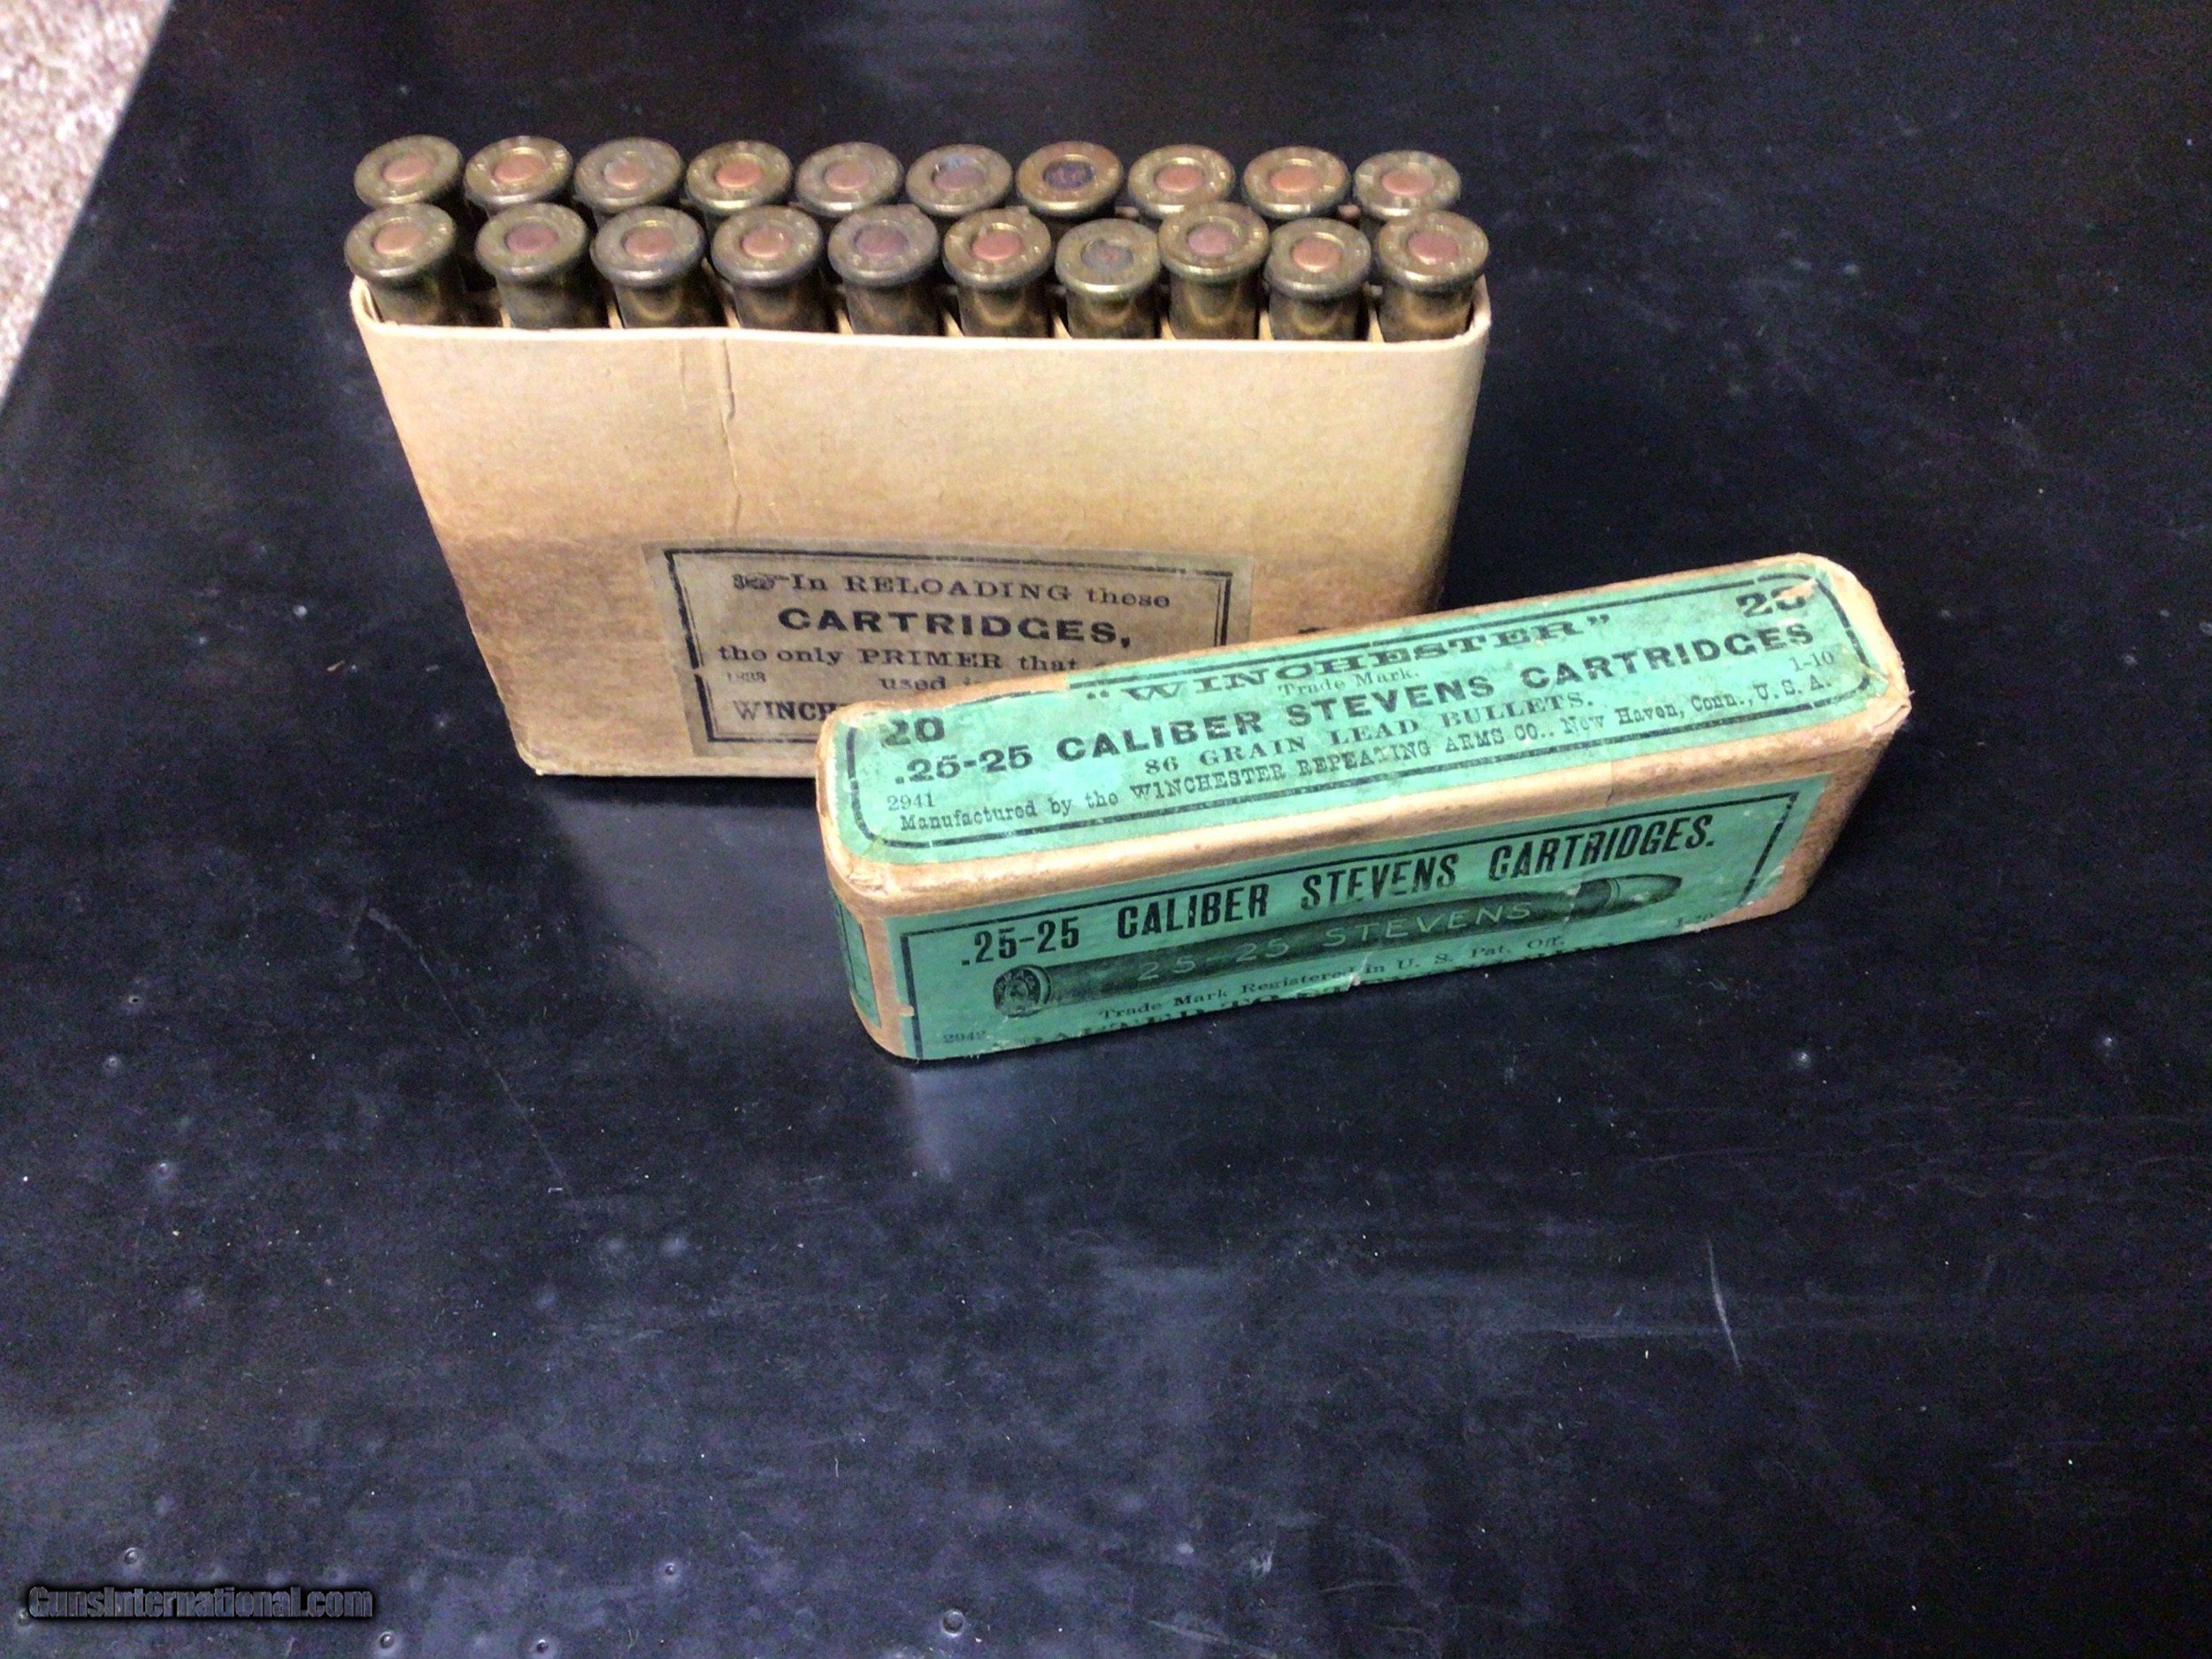 In RELOADING these
CARTRIDGES,
the only PRIMER that
used
WINCH
20
"WINCHESTER"
20
Trade Mark.
.25-25 CALIBER STEVENS CARTRIDGES
86 GRAIN LEAD BULLETS.
2941
1-10
Manufactured by the WINCHESTER REPEATING ARMS CO., New Haven, Conn., U.S.A.
.25-25 CALIBER STEVENS CARTRIDGES.
25-25 STEVENS
Trade Mark Registered in U. S. Pat. Off.
2942
GunsInternational.com